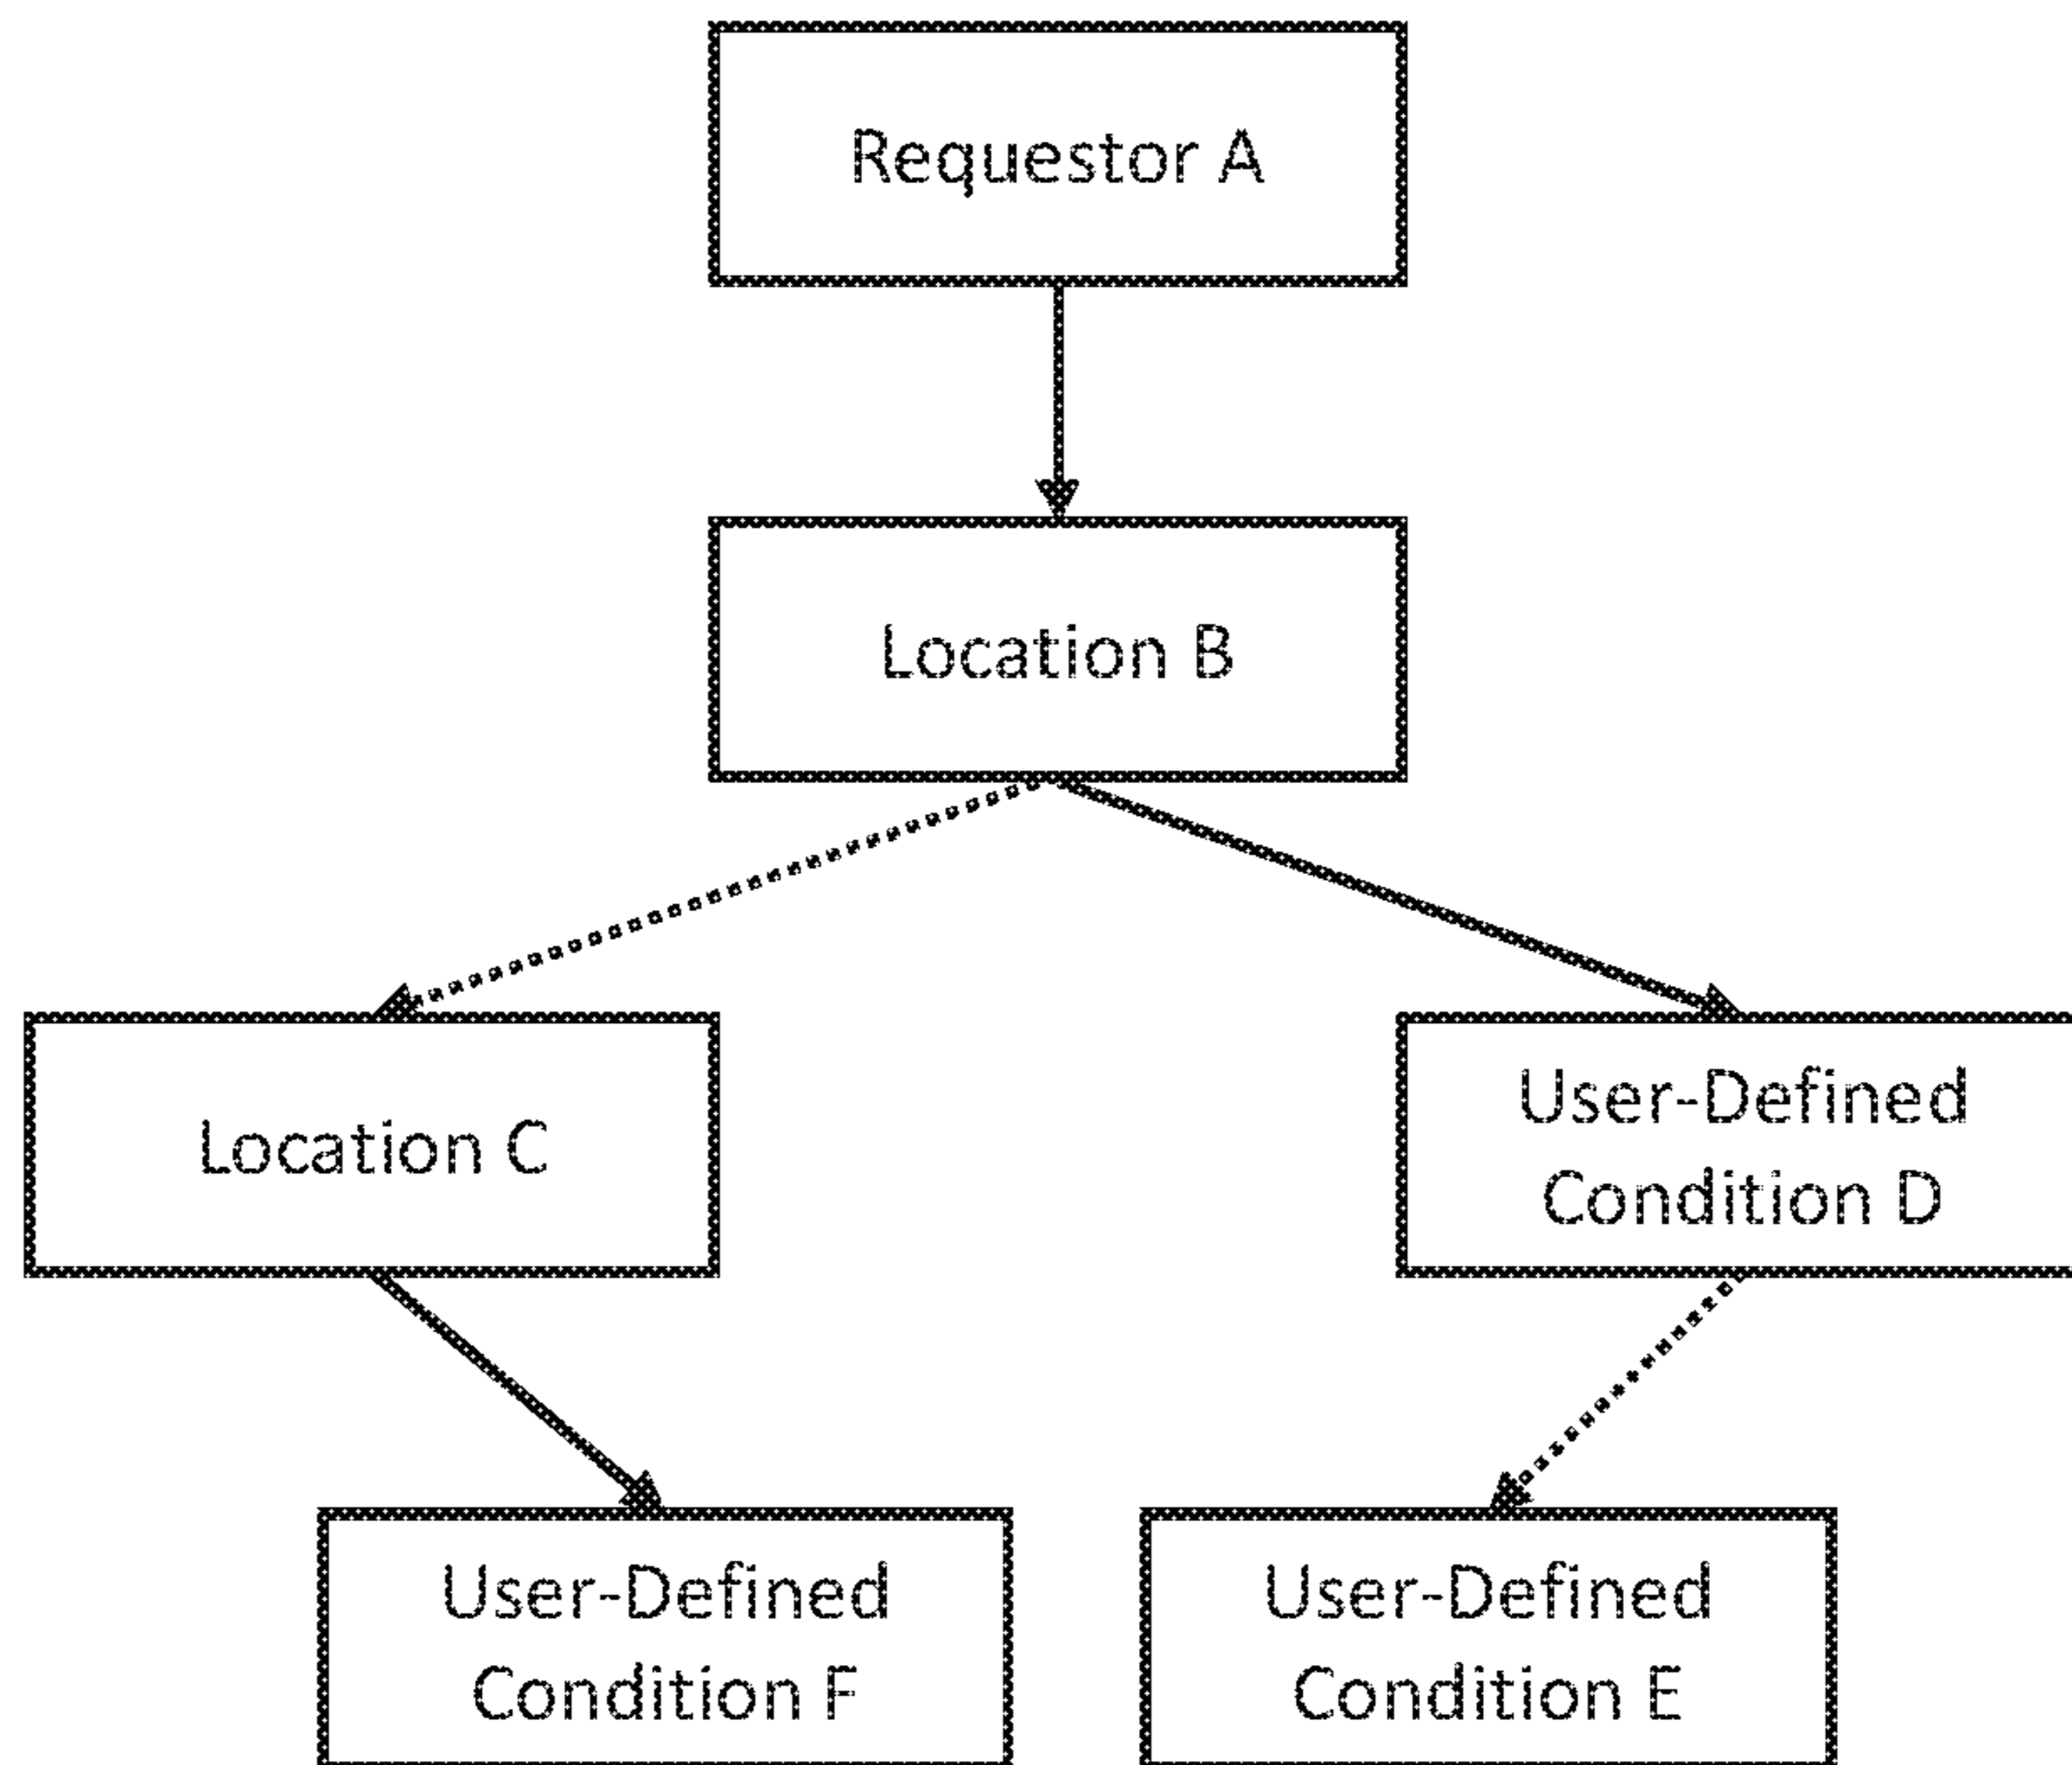 Requestor A
Location B
Location C
User-Defined
Condition D
User-Defined
Condition F
User-Defined
Condition E